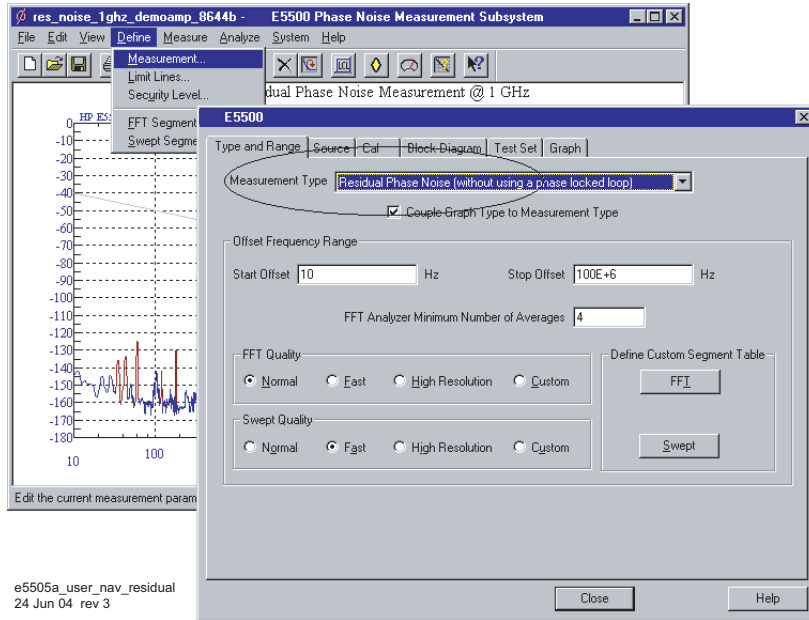 res_noise_1ghz_demoamp_8644b - E5500 Phase Noise Measurement Subsystem
File Edit View Define Measure Analyze System Help
Measurement...
Limit Lines...
Security Level...
FFT Segment
Swept Segme
dual Phase Noise Measurement @ 1 GHz
HP E5
0
-10
-20
-30
-40
-50
-60
-70
-80
-90
-100
-110
-120
-130
-140
-150
-160
-170
-180
10 100
Edit the current measurement param
E5500
Type and Range Source Cal Block Diagram Test Set Graph
Measurement Type Residual Phase Noise (without using a phase locked loop)
Couple Graph Type to Measurement Type
Offset Frequency Range
Start Offset 10 Hz Stop Offset 100E+6 Hz
FFT Analyzer Minimum Number of Averages 4
FFT Quality
Normal Fast High Resolution Custom
Swept Quality
Normal Fast High Resolution Custom
Define Custom Segment Table
FFT
Swept
Close Help
e5505a_user_nav_residual
24 Jun 04 rev 3